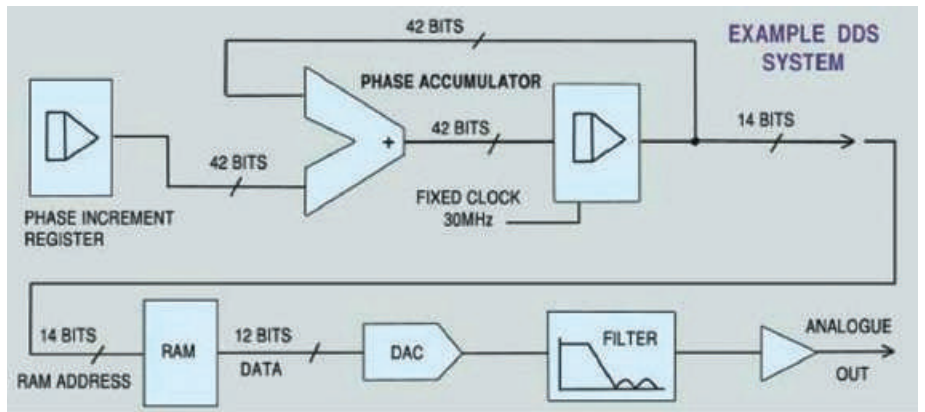 42 BITS
EXAMPLE DDS
SYSTEM
PHASE ACCUMULATOR
+
42 BITS
14 BITS
42 BITS
FIXED CLOCK
30MHz
PHASE INCREMENT
REGISTER
14 BITS
RAM ADDRESS
RAM
12 BITS
DATA
DAC
FILTER
ANALOGUE
OUT